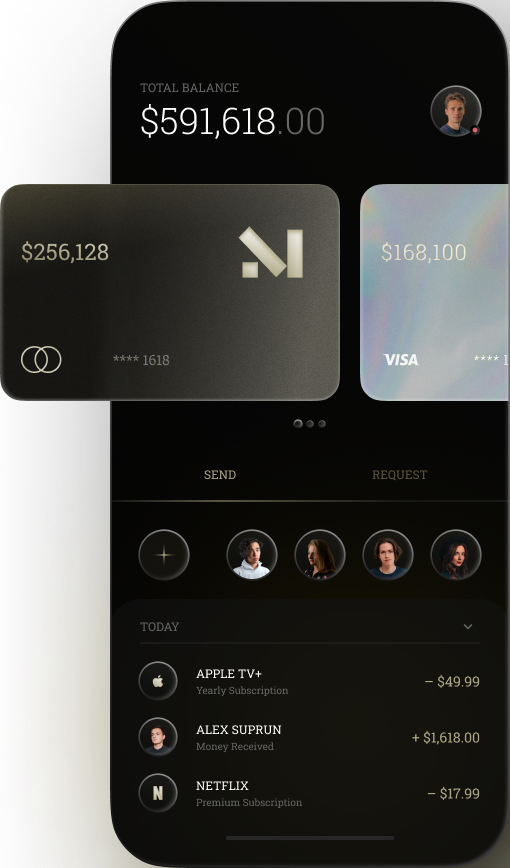 TOTAL BALANCE
$591,618.00
$256,128
$168,100
**** 1618
VISA
**** 1
SEND
REQUEST
TODAY
APPLE TV+
Yearly Subscription
– $49.99
ALEX SUPRUN
Money Received
+ $1,618.00
N
NETFLIX
Premium Subscription
– $17.99